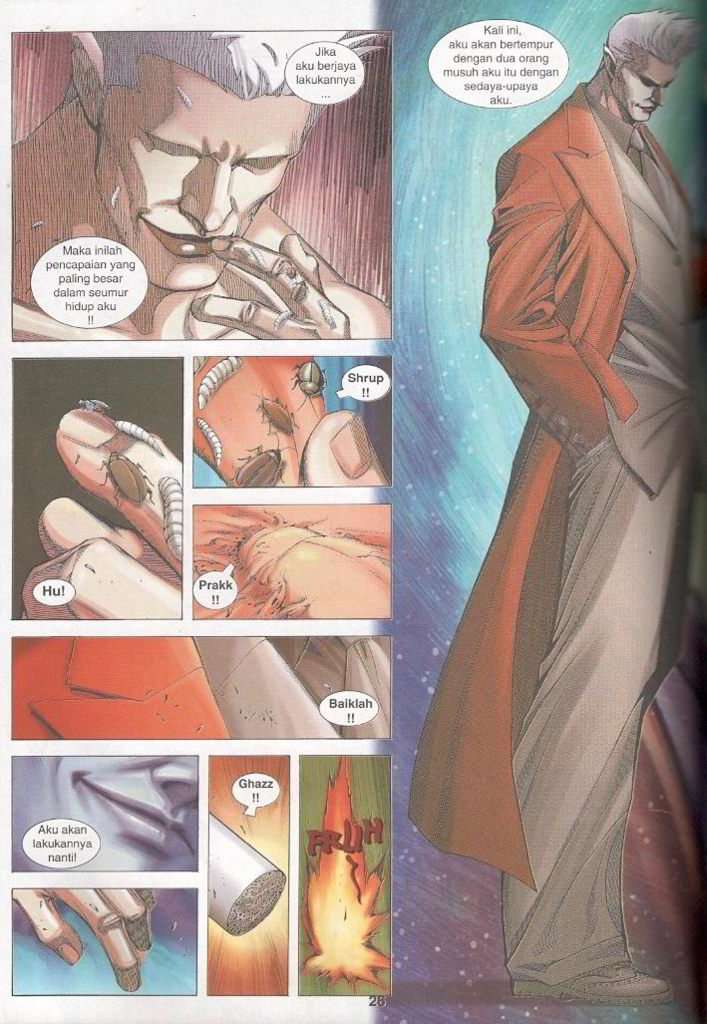 Jika
aku berjaya
lakukannya
...
Maka inilah
pencapaian yang
paling besar
dalam seumur
hidup aku
!!
Kali ini,
aku akan bertempur
dengan dua orang
musuh aku itu dengan
sedaya-upaya
aku.
Hu!
Shrup
!!
Prakk
!!
Baiklah
!!
Aku akan
lakukannya
nanti!
Ghazz
!!
FRUH
26